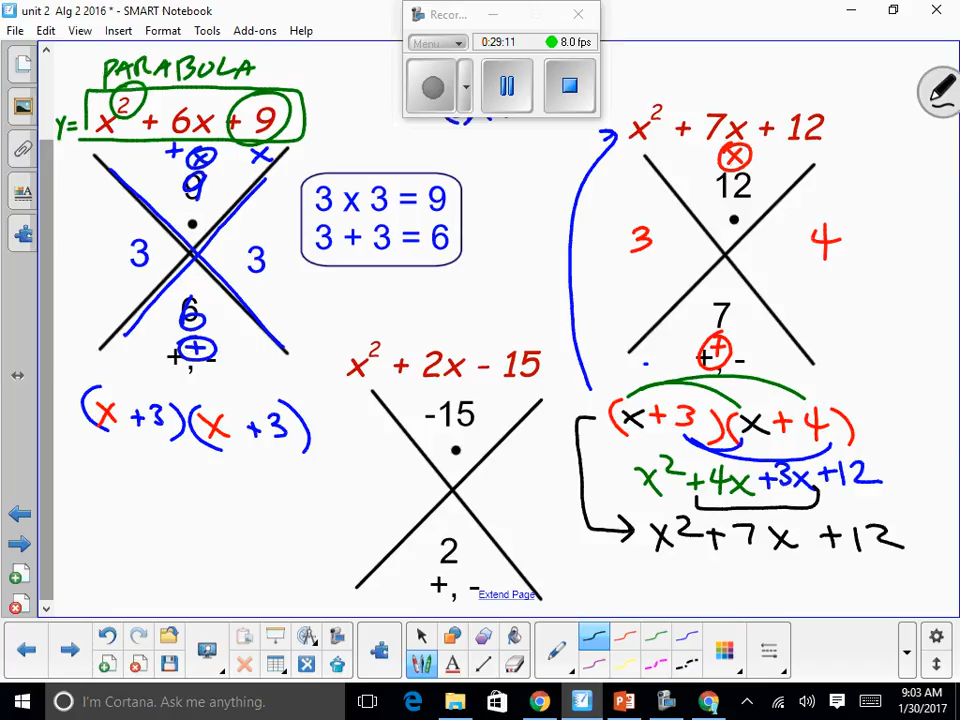 unit 2 Alg 2 2016 * - SMART Notebook
File Edit View Insert Format Tools Add-ons Help
Recor...
Menu
0:29:11
8.0 fps
PARABOLA
y= x² + 6x + 9
+ x x
9
3 3
6
+
+, -
(x +3)(x +3)
3 x 3 = 9
3 + 3 = 6
x² + 2x - 15
-15
2
+, -
Extend Page
x² + 7x + 12
x
12
3 4
7
+
+, -
(x + 3)(x + 4)
x² +4x +3x +12
x² + 7x + 12
A
I'm Cortana. Ask me anything.
9:03 AM
1/30/2017